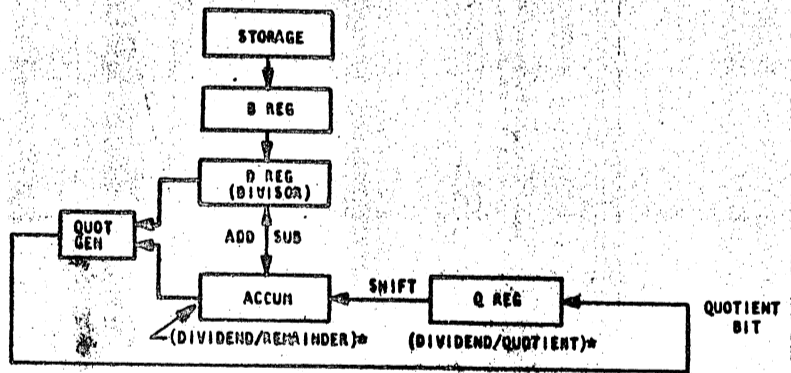 STORAGE
B REG
D REG
(DIVISOR)
QUOT
GEN
ADD SUB
ACCUM
SHIFT
Q REG
QUOTIENT
BIT
(DIVIDEND/REMAINDER)*
(DIVIDEND/QUOTIENT)*